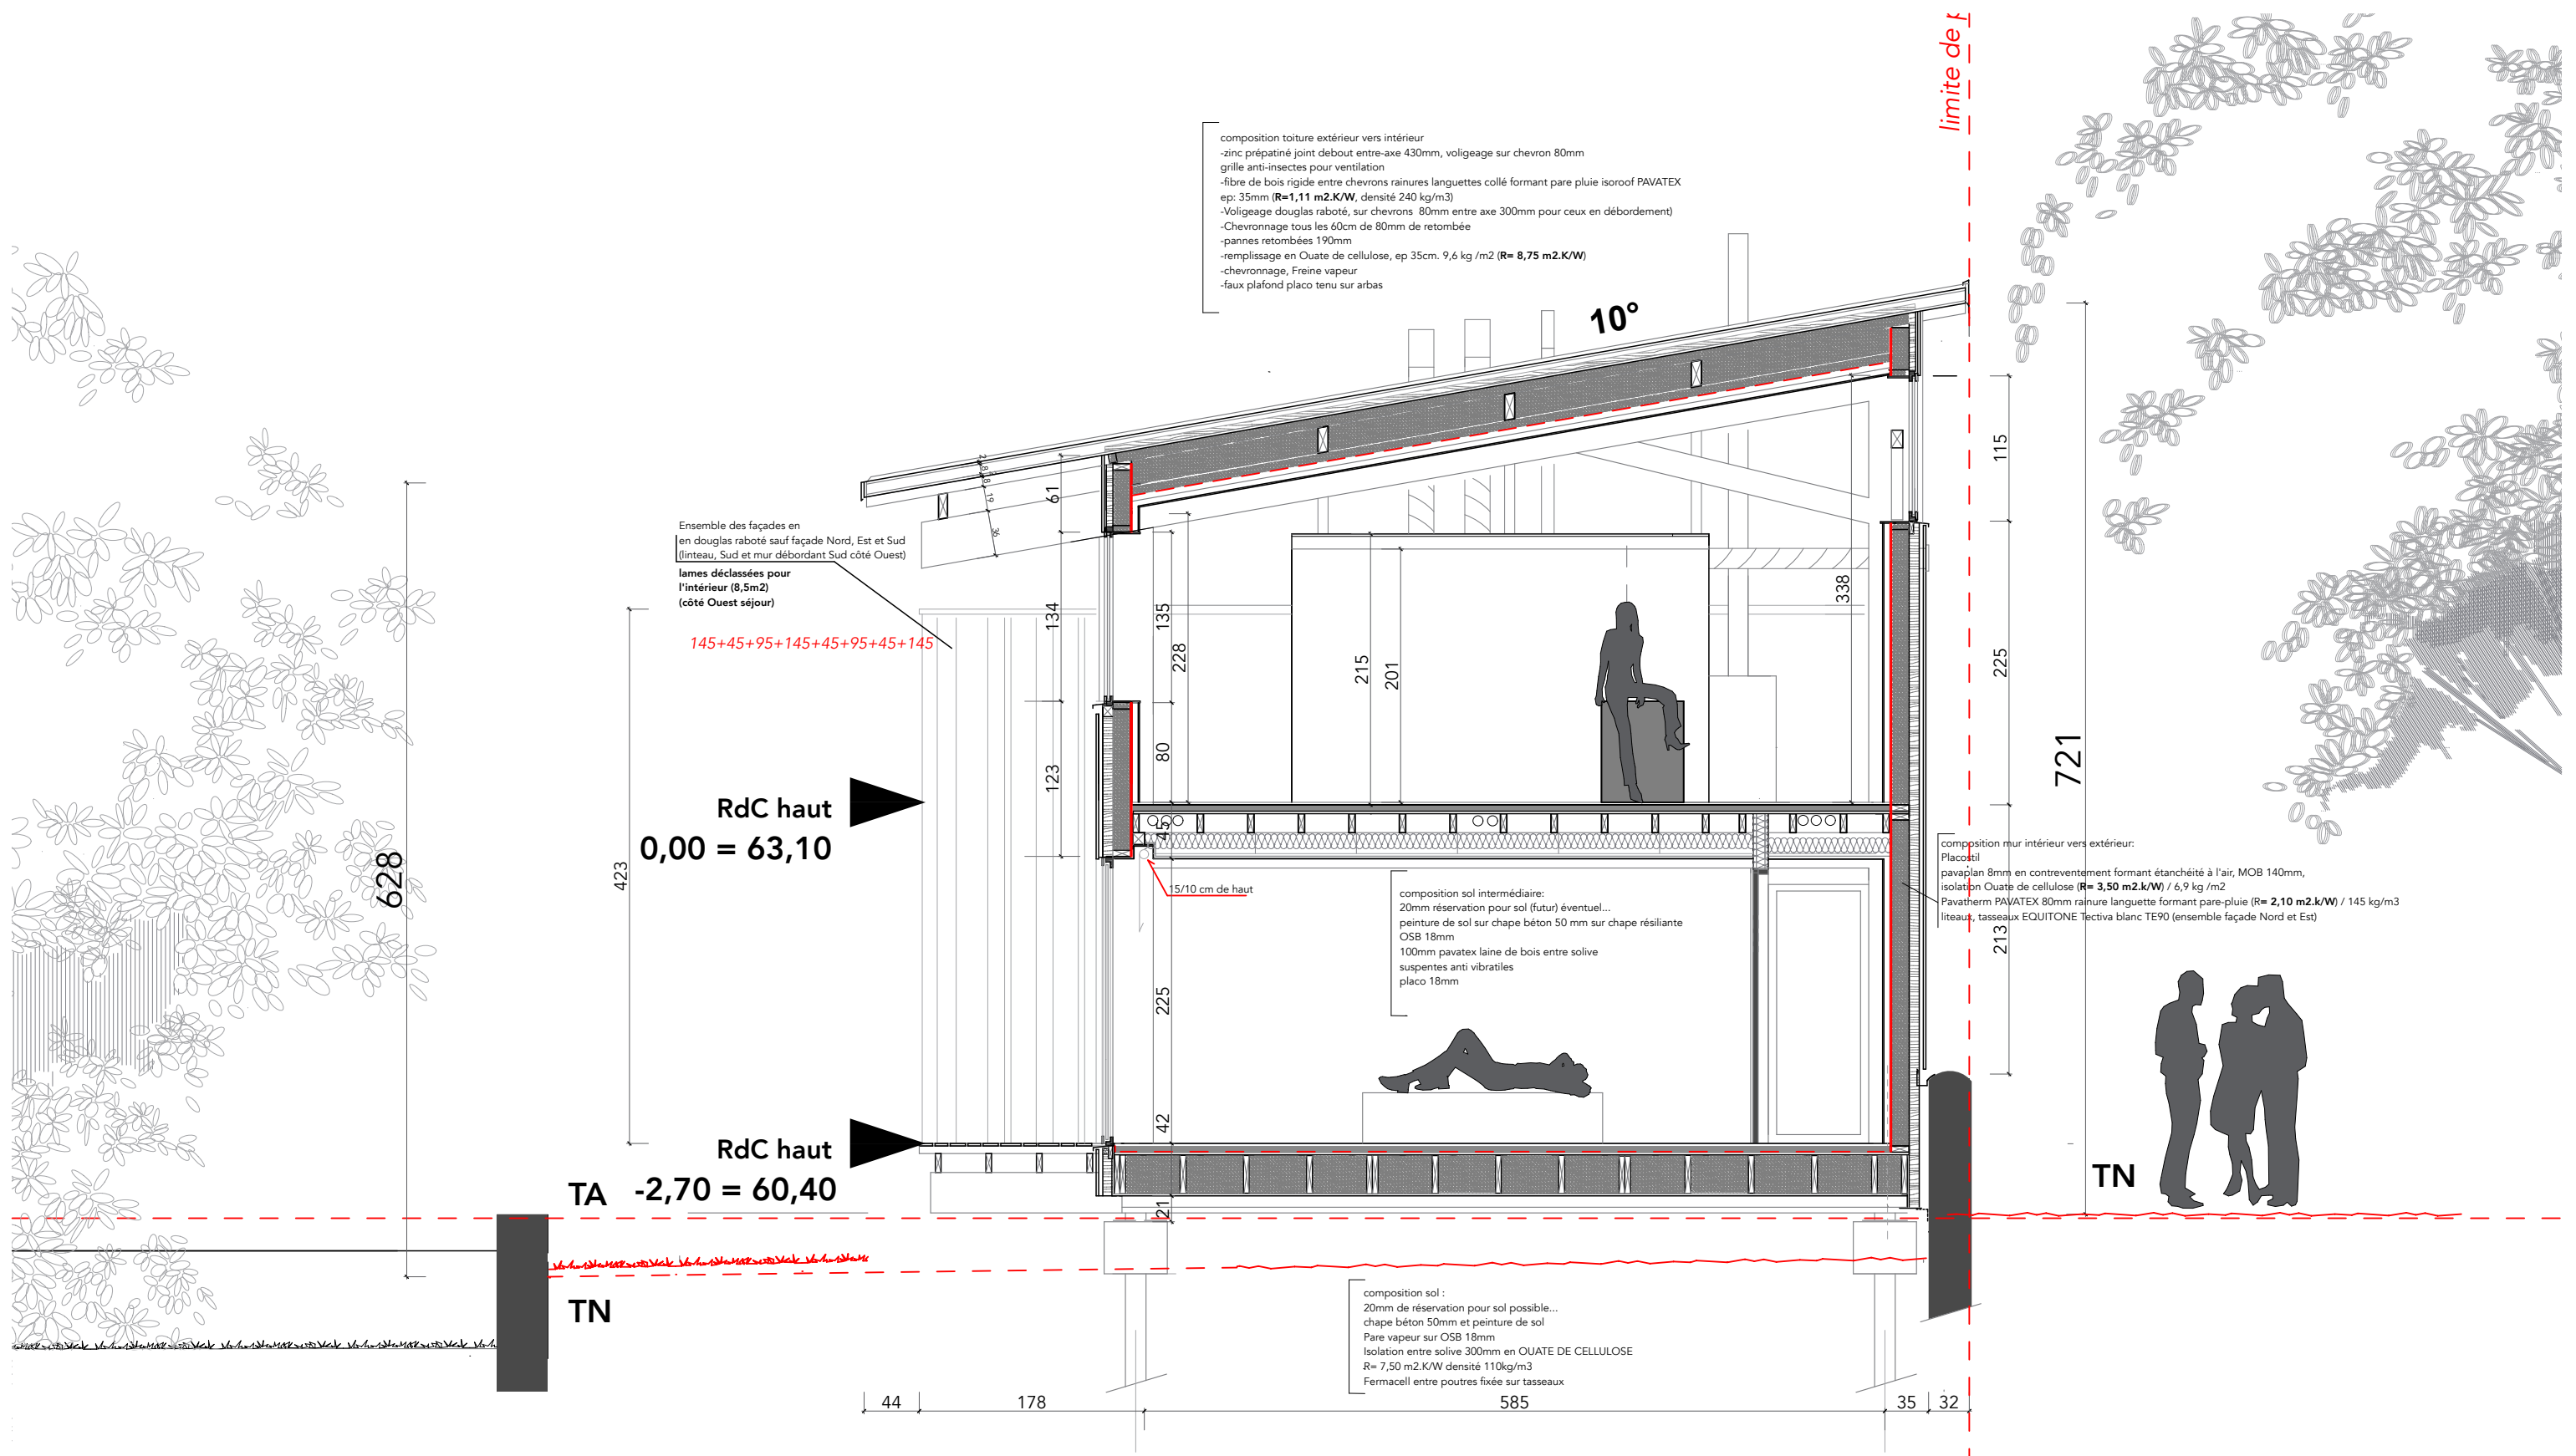 limite de p
composition toiture extérieur vers intérieur
-zinc prépatiné joint debout entre-axe 430mm, voligeage sur chevron 80mm
grille anti-insectes pour ventilation
-fibre de bois rigide entre chevrons rainures languettes collé formant pare pluie isoroof PAVATEX
ep: 35mm (R=1,11 m2.K/W, densité 240 kg/m3)
-Voligeage douglas raboté, sur chevrons 80mm entre axe 300mm pour ceux en débordement)
-Chevronnage tous les 60cm de 80mm de retombée
-pannes retombées 190mm
-remplissage en Ouate de cellulose, ep 35cm. 9,6 kg /m2 (R= 8,75 m2.K/W)
-chevronnage, Freine vapeur
-faux plafond placo tenu sur arbas
10°
Ensemble des façades en
en douglas raboté sauf façade Nord, Est et Sud
(linteau, Sud et mur débordant Sud côté Ouest)
lames déclassées pour
l'intérieur (8,5m2)
(côté Ouest séjour)
145+45+95+145+45+95+45+145
19
36
61
134
123
135
228
80
45
225
42
21
215
201
338
115
225
213
721
628
423
RdC haut
0,00 = 63,10
15/10 cm de haut
composition sol intermédiaire:
20mm réservation pour sol (futur) éventuel...
peinture de sol sur chape béton 50 mm sur chape résiliante
OSB 18mm
100mm pavatex laine de bois entre solive
suspentes anti vibratiles
placo 18mm
composition mur intérieur vers extérieur:
Placostil
pavaplan 8mm en contreventement formant étanchéité à l'air, MOB 140mm,
isolation Ouate de cellulose (R= 3,50 m2.k/W) / 6,9 kg /m2
Pavatherm PAVATEX 80mm rainure languette formant pare-pluie (R= 2,10 m2.k/W) / 145 kg/m3
liteaux, tasseaux EQUITONE Tectiva blanc TE90 (ensemble façade Nord et Est)
RdC haut
TA -2,70 = 60,40
TN
TN
composition sol :
20mm de réservation pour sol possible...
chape béton 50mm et peinture de sol
Pare vapeur sur OSB 18mm
Isolation entre solive 300mm en OUATE DE CELLULOSE
R= 7,50 m2.K/W densité 110kg/m3
Fermacell entre poutres fixée sur tasseaux
44 178 585 35 32